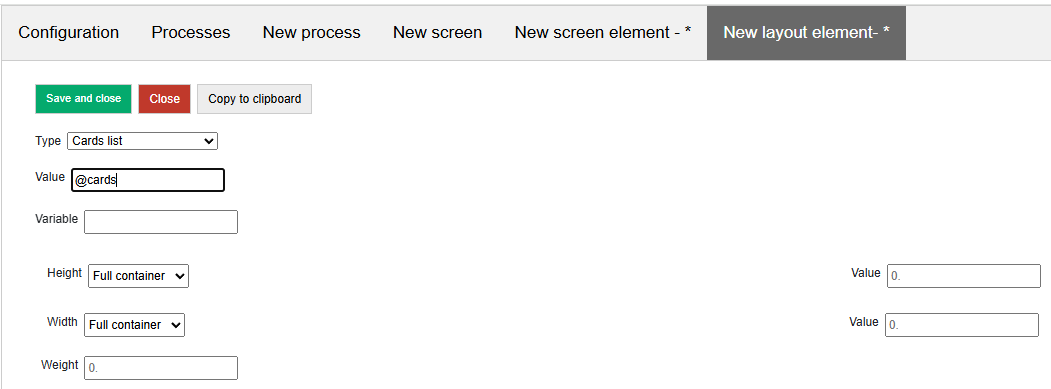 Configuration Processes New process New screen New screen element - * New layout element- *
Save and close Close Copy to clipboard
Type Cards list
Value @cards
Variable
Height Full container Value 0.
Width Full container Value 0.
Weight 0.